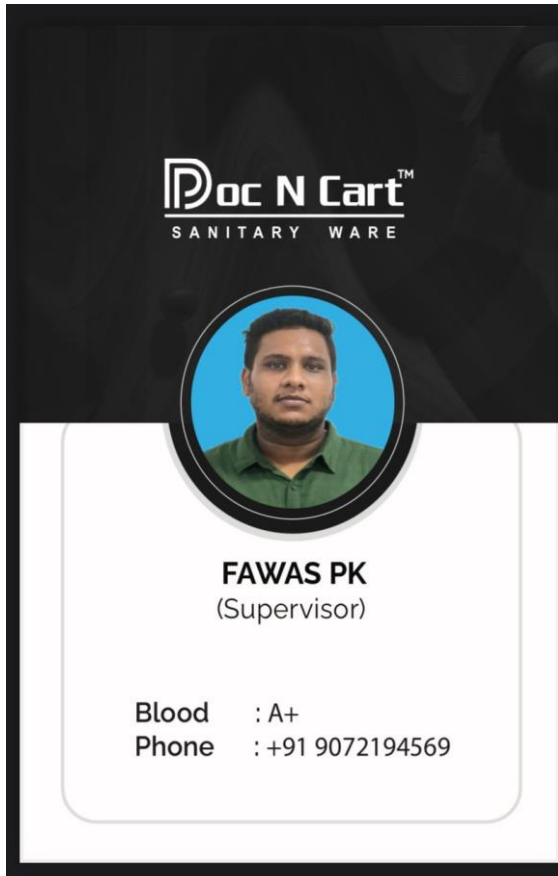 Doc N Cart™
SANITARY WARE
FAWAS PK
(Supervisor)
Blood : A+
Phone : +91 9072194569